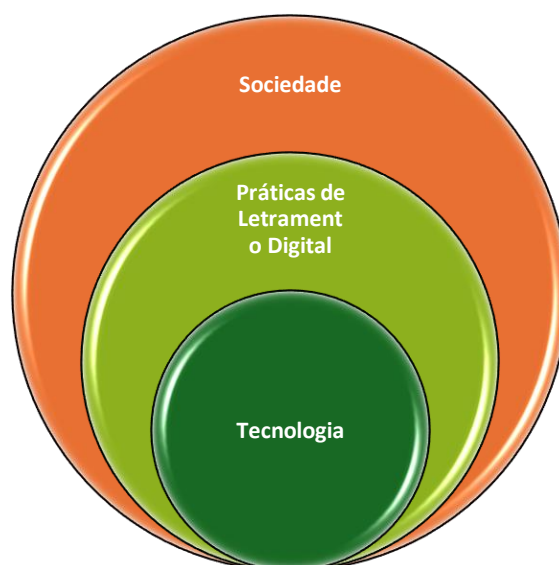 Sociedade
Práticas de
Letrament
o Digital
Tecnologia